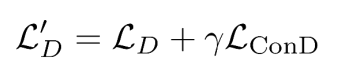 ℒ′_D = ℒ_D + γℒ_ConD